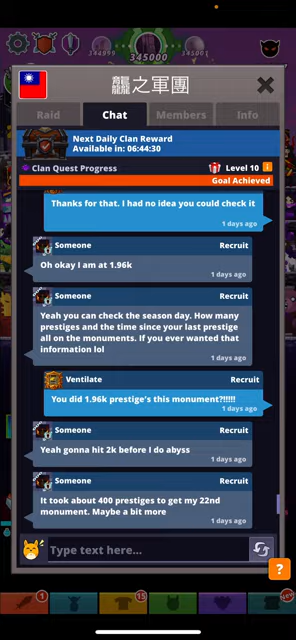 344999
345000
345001
龘之軍團
Raid
Chat
Members
Info
Next Daily Clan Reward
Available in: 06:44:30
Clan Quest Progress
Level 10
Goal Achieved
Thanks for that. I had no idea you could check it
1 days ago
Someone
Recruit
Oh okay I am at 1.96k
1 days ago
Someone
Recruit
Yeah you can check the season day. How many
prestiges and the time since your last prestige
all on the monuments. If you ever wanted that
information lol
1 days ago
Ventilate
Recruit
You did 1.96k prestige's this monument?!!!!!
1 days ago
Someone
Recruit
Yeah gonna hit 2k before I do abyss
1 days ago
Someone
Recruit
It took about 400 prestiges to get my 22nd
monument. Maybe a bit more
1 days ago
Type text here...
?
1
15
New